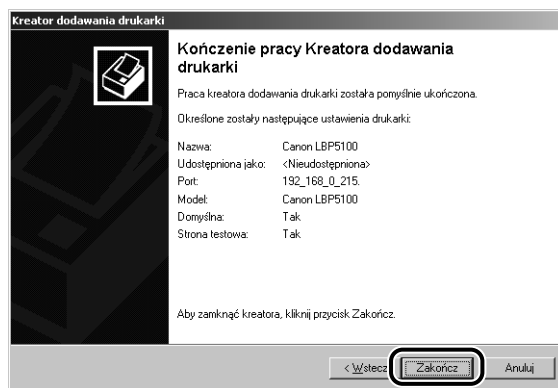 Kreator dodawania drukarki
Kończenie pracy Kreatora dodawania
drukarki
Praca kreatora dodawania drukarki została pomyślnie ukończona.
Określone zostały następujące ustawienia drukarki:
Nazwa: Canon LBP5100
Udostępniona jako: <Nieudostępniona>
Port: 192_168_0_215.
Model: Canon LBP5100
Domyślna: Tak
Strona testowa: Tak
Aby zamknąć kreatora, kliknij przycisk Zakończ.
< Wstecz Zakończ Anuluj